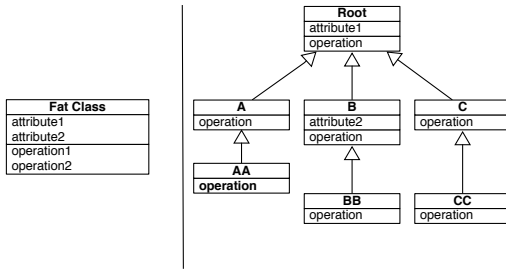 Fat Class
attribute1
attribute2
operation1
operation2
Root
attribute1
operation
A
operation
B
attribute2
operation
C
operation
AA
operation
BB
operation
CC
operation